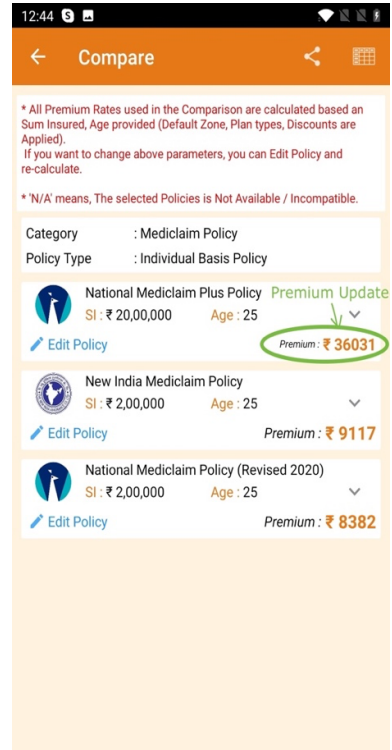 12:44 S
Compare
* All Premium Rates used in the Comparison are calculated based an
Sum Insured, Age provided (Default Zone, Plan types, Discounts are
Applied).
If you want to change above parameters, you can Edit Policy and
re-calculate.
* 'N/A' means, The selected Policies is Not Available / Incompatible.
Category : Mediclaim Policy
Policy Type : Individual Basis Policy
National Mediclaim Plus Policy Premium Update
SI : ₹ 20,00,000 Age : 25
Edit Policy Premium : ₹ 36031
New India Mediclaim Policy
SI : ₹ 2,00,000 Age : 25
Edit Policy Premium : ₹ 9117
National Mediclaim Policy (Revised 2020)
SI : ₹ 2,00,000 Age : 25
Edit Policy Premium : ₹ 8382